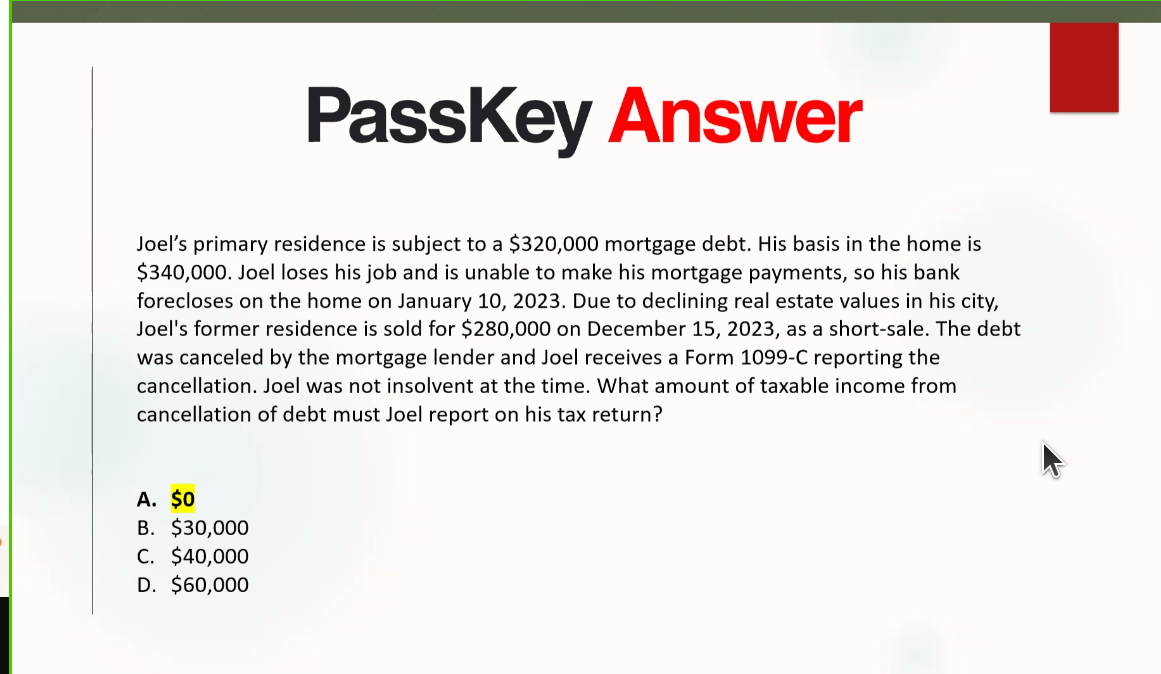 PassKey Answer
Joel’s primary residence is subject to a $320,000 mortgage debt. His basis in the home is
$340,000. Joel loses his job and is unable to make his mortgage payments, so his bank
forecloses on the home on January 10, 2023. Due to declining real estate values in his city,
Joel's former residence is sold for $280,000 on December 15, 2023, as a short-sale. The debt
was canceled by the mortgage lender and Joel receives a Form 1099-C reporting the
cancellation. Joel was not insolvent at the time. What amount of taxable income from
cancellation of debt must Joel report on his tax return?
A. $0
B. $30,000
C. $40,000
D. $60,000